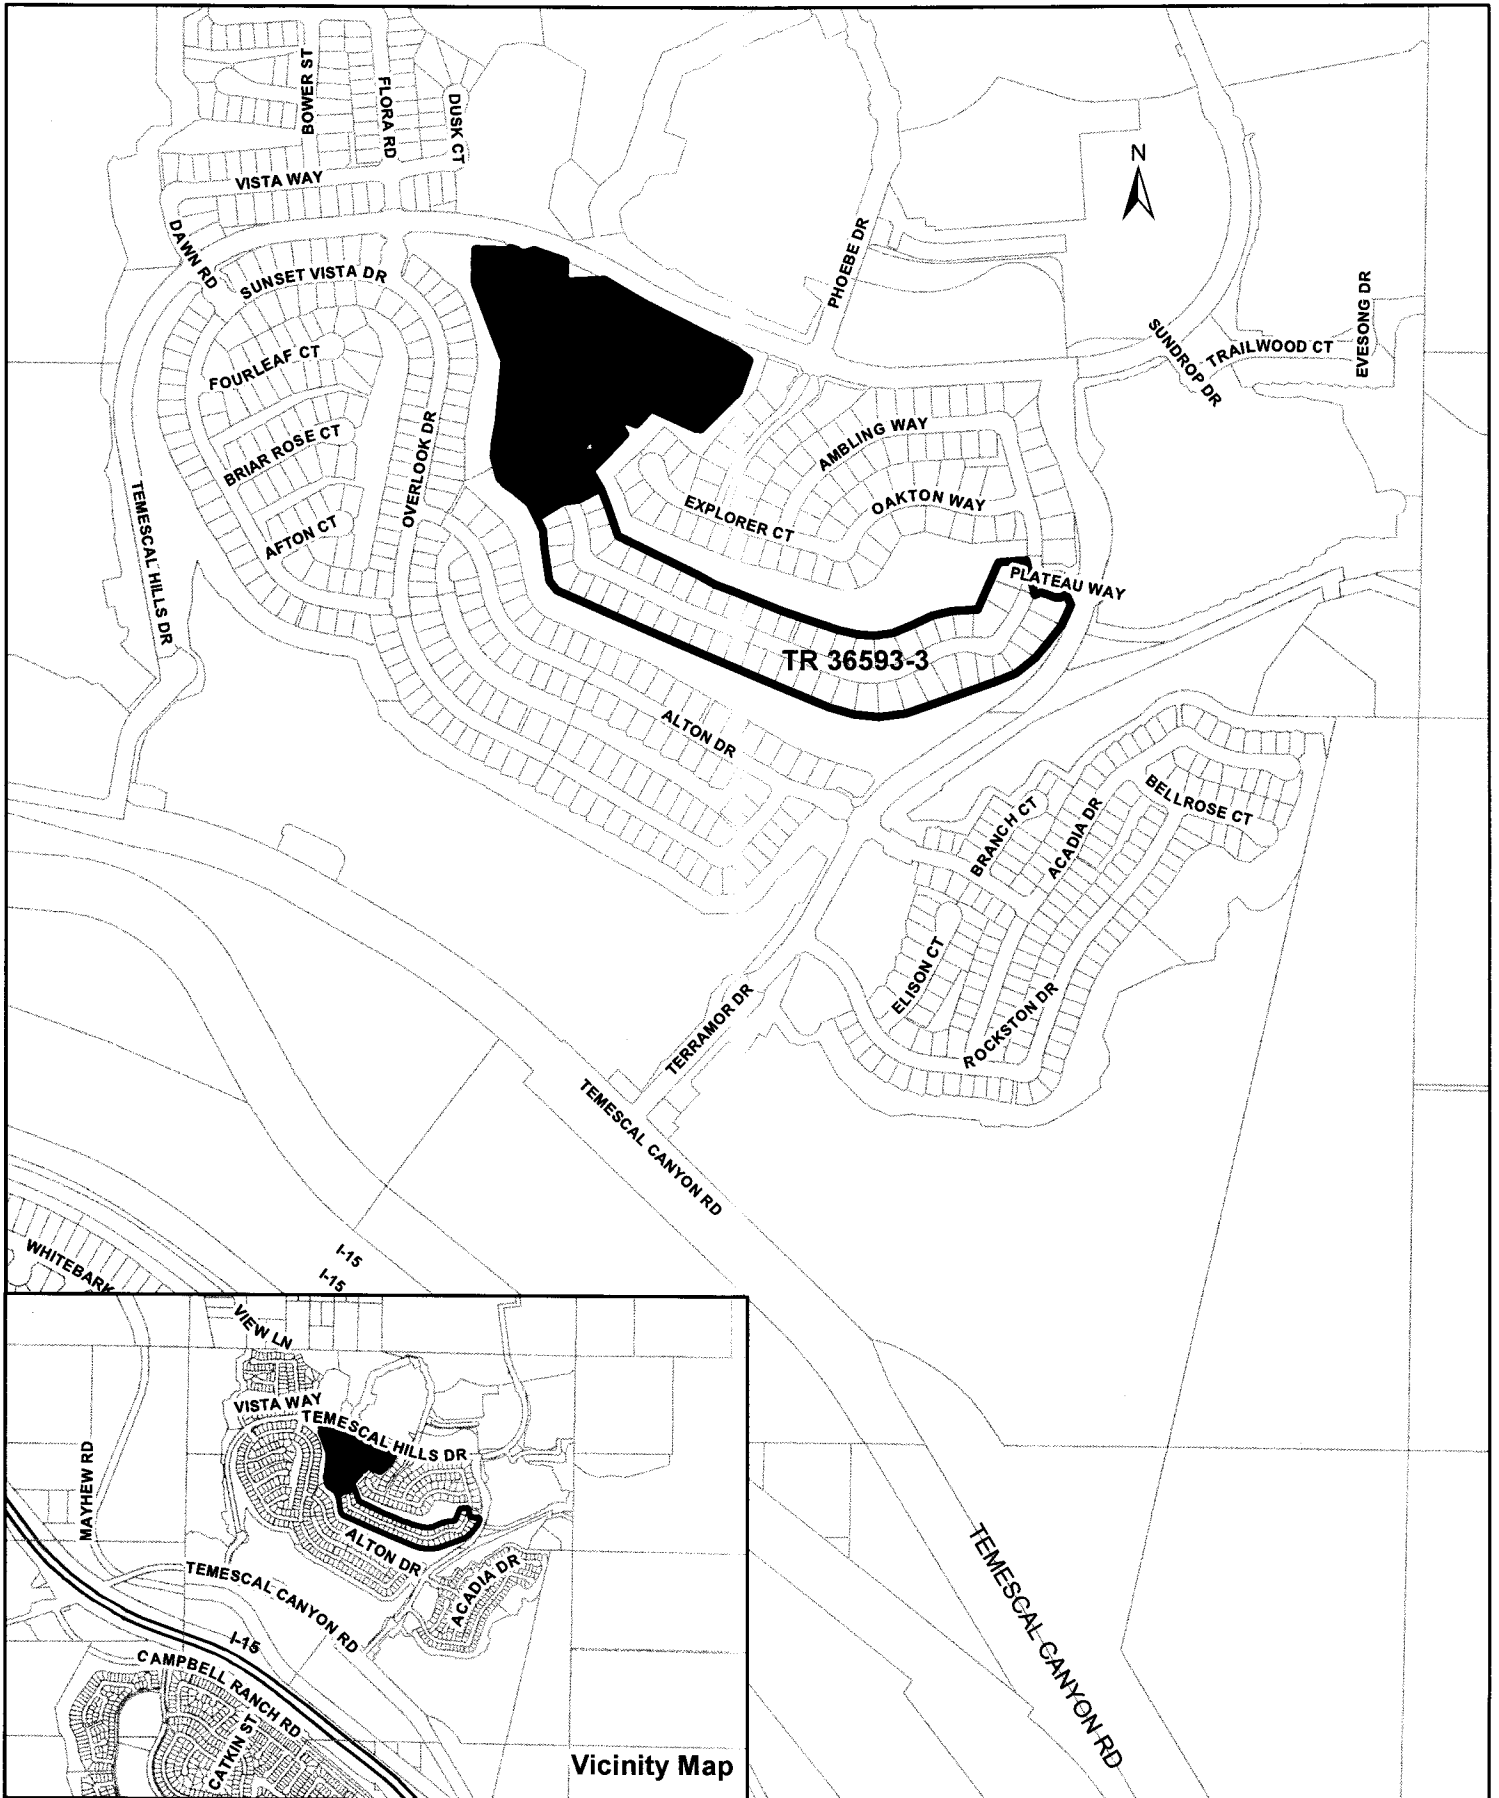 BOWER ST
FLORA RD
DUSK CT
VISTA WAY
N
DAWN RD
SUNSET VISTA DR
PHOEBE DR
EVESONG DR
SUNDROP DR
TRAILWOOD CT
FOURLEAF CT
BRIAR ROSE CT
OVERLOOK DR
AMBLING WAY
OAKTON WAY
EXPLORER CT
AFTON CT
TEMESCAL HILLS DR
PLATEAU WAY
TR 36593-3
ALTON DR
BELLROSE CT
BRANCH CT
ACADIA DR
ELISON CT
ROCKSTON DR
TERRAMOR DR
TEMESCAL CANYON RD
WHITEBARK
I-15
I-15
VIEW LN
VISTA WAY
TEMESCAL HILLS DR
MAYHEW RD
ALTON DR
ACADIA DR
TEMESCAL CANYON RD
I-15
CAMPBELL RANCH RD
CATKIN ST
Vicinity Map
TEMESCAL CANYON RD